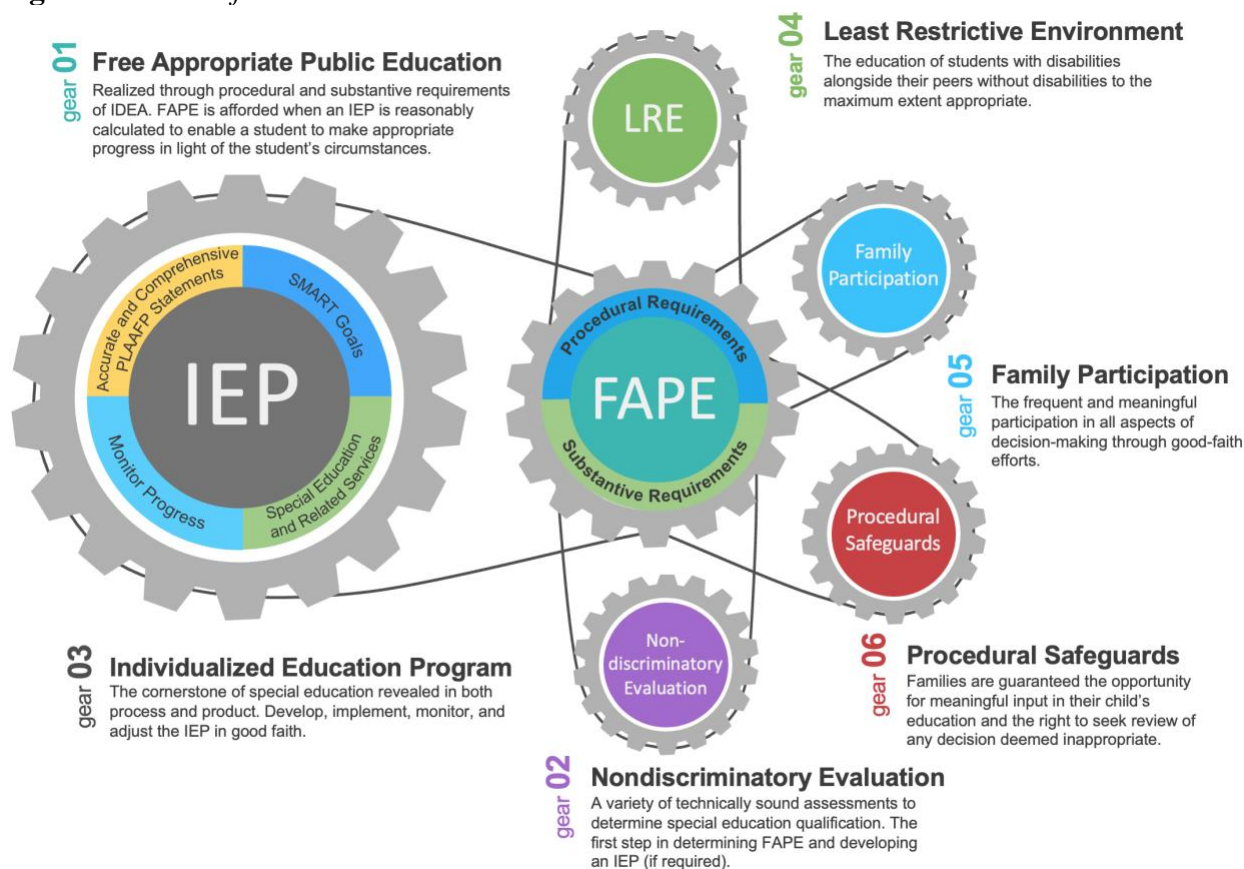 gear 01
Free Appropriate Public Education
Realized through procedural and substantive requirements
of IDEA. FAPE is afforded when an IEP is reasonably
calculated to enable a student to make appropriate
progress in light of the student's circumstances.
gear 04
Least Restrictive Environment
The education of students with disabilities
alongside their peers without disabilities to the
maximum extent appropriate.
LRE
Family
Participation
Accurate and Comprehensive
PLAAFP Statements
SMART Goals
IEP
Monitor Progress
Special Education
and Related Services
Procedural Requirements
FAPE
Substantive Requirements
gear 05
Family Participation
The frequent and meaningful
participation in all aspects of
decision-making through good-faith
efforts.
Procedural
Safeguards
Non-
discriminatory
Evaluation
gear 03
Individualized Education Program
The cornerstone of special education revealed in both
process and product. Develop, implement, monitor, and
adjust the IEP in good faith.
gear 06
Procedural Safeguards
Families are guaranteed the opportunity
for meaningful input in their child's
education and the right to seek review of
any decision deemed inappropriate.
gear 02
Nondiscriminatory Evaluation
A variety of technically sound assessments to
determine special education qualification. The
first step in determining FAPE and developing
an IEP (if required).